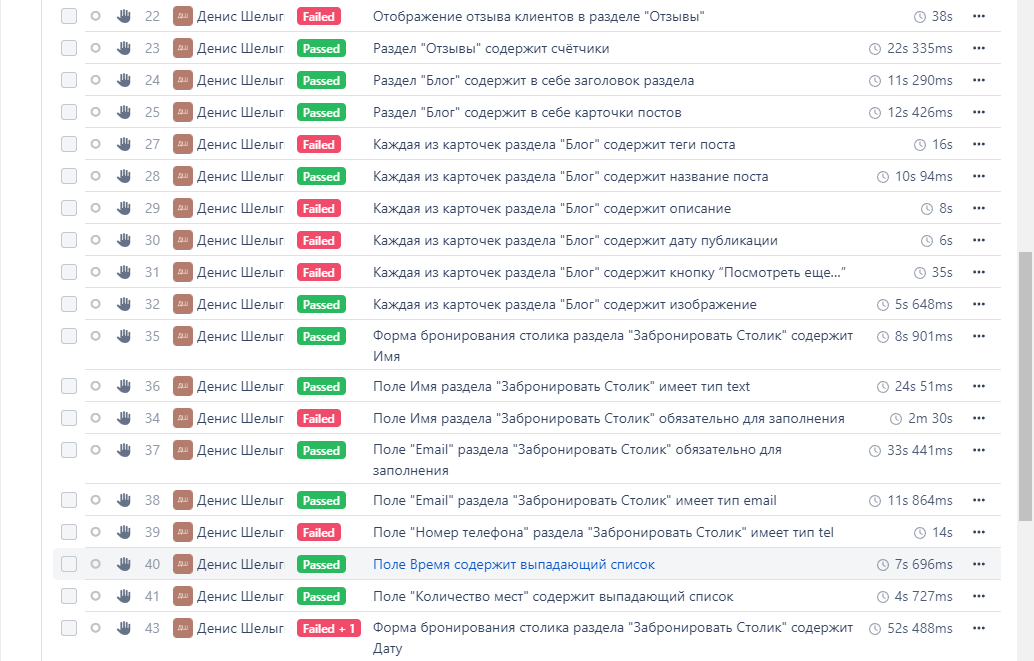 22 ДШ Денис Шелыг Failed Отображение отзыва клиентов в разделе "Отзывы" 38s
23 ДШ Денис Шелыг Passed Раздел "Отзывы" содержит счётчики 22s 335ms
24 ДШ Денис Шелыг Passed Раздел "Блог" содержит в себе заголовок раздела 11s 290ms
25 ДШ Денис Шелыг Passed Раздел "Блог" содержит в себе карточки постов 12s 426ms
27 ДШ Денис Шелыг Failed Каждая из карточек раздела "Блог" содержит теги поста 16s
28 ДШ Денис Шелыг Passed Каждая из карточек раздела "Блог" содержит название поста 10s 94ms
29 ДШ Денис Шелыг Failed Каждая из карточек раздела "Блог" содержит описание 8s
30 ДШ Денис Шелыг Failed Каждая из карточек раздела "Блог" содержит дату публикации 6s
31 ДШ Денис Шелыг Failed Каждая из карточек раздела "Блог" содержит кнопку “Посмотреть еще...” 35s
32 ДШ Денис Шелыг Passed Каждая из карточек раздела "Блог" содержит изображение 5s 648ms
35 ДШ Денис Шелыг Passed Форма бронирования столика раздела "Забронировать Столик" содержит 8s 901ms
Имя
36 ДШ Денис Шелыг Passed Поле Имя раздела "Забронировать Столик" имеет тип text 24s 51ms
34 ДШ Денис Шелыг Failed Поле Имя раздела "Забронировать Столик" обязательно для заполнения 2m 30s
37 ДШ Денис Шелыг Passed Поле "Email" раздела "Забронировать Столик" обязательно для 33s 441ms
заполнения
38 ДШ Денис Шелыг Passed Поле "Email" раздела "Забронировать Столик" имеет тип email 11s 864ms
39 ДШ Денис Шелыг Failed Поле "Номер телефона" раздела "Забронировать Столик" имеет тип tel 14s
40 ДШ Денис Шелыг Passed Поле Время содержит выпадающий список 7s 696ms
41 ДШ Денис Шелыг Passed Поле "Количество мест" содержит выпадающий список 4s 727ms
43 ДШ Денис Шелыг Failed + 1 Форма бронирования столика раздела "Забронировать Столик" содержит 52s 488ms
Дату